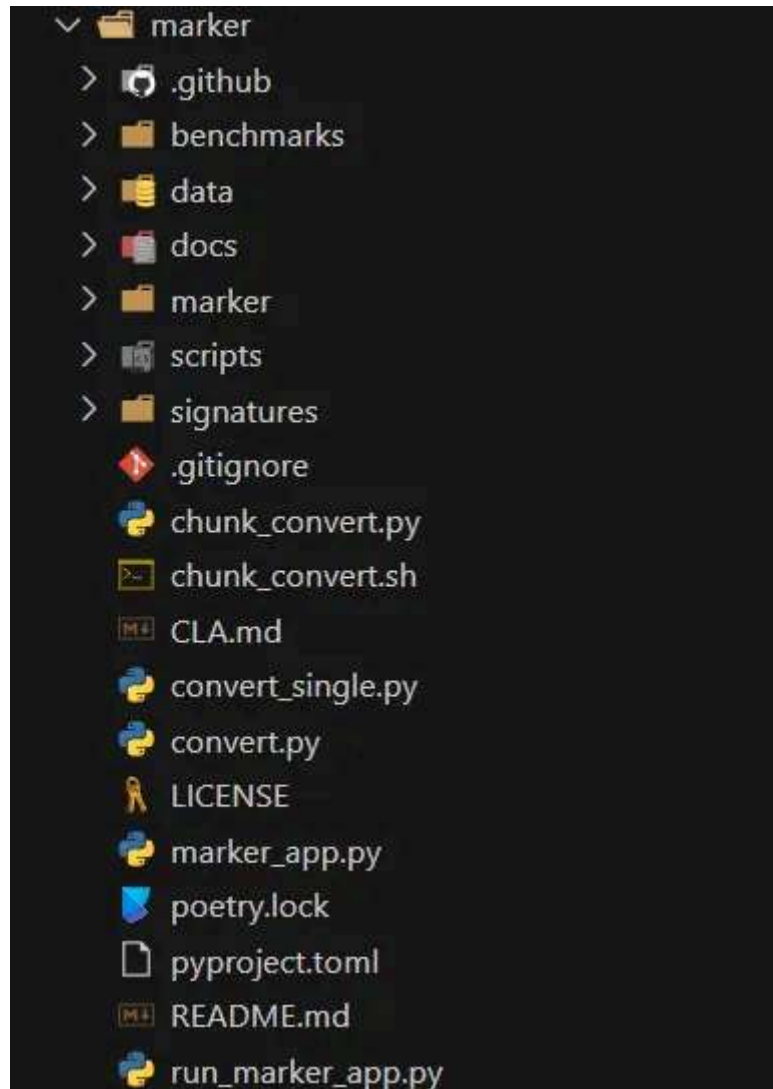 marker
.github
benchmarks
data
docs
marker
scripts
signatures
.gitignore
chunk_convert.py
chunk_convert.sh
CLA.md
convert_single.py
convert.py
LICENSE
marker_app.py
poetry.lock
pyproject.toml
README.md
run_marker_app.py